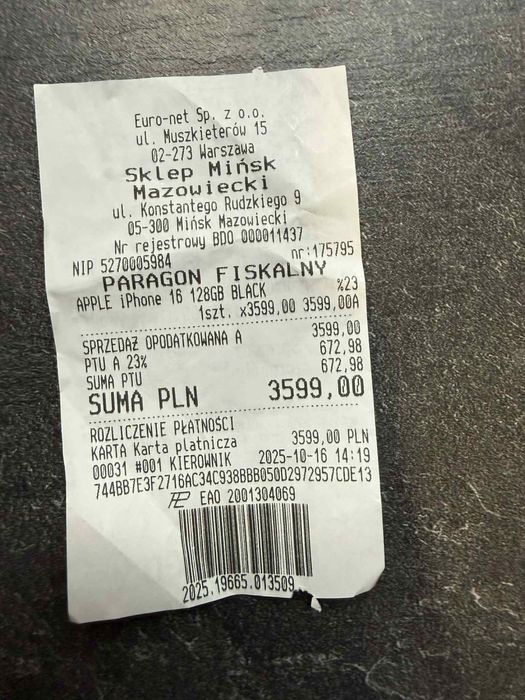 Euro-net Sp. z o.o.
ul. Muszkieterów 15
02-273 Warszawa
Sklep Mińsk
Mazowiecki
ul. Konstantego Rudzkiego 9
05-300 Mińsk Mazowiecki
Nr rejestrowy BDO 000011437
NIP 5270005984 nr:175795
PARAGON FISKALNY
APPLE iPhone 16 128GB BLACK %23
1szt. x3599,00 3599,00A
SPRZEDAŻ OPODATKOWANA A 3599,00
PTU A 23% 672,98
SUMA PTU 672,98
SUMA PLN 3599,00
ROZLICZENIE PŁATNOŚCI
KARTA Karta płatnicza 3599,00 PLN
00031 #001 KIEROWNIK 2025-10-16 14:19
744BB7E3F2716AC34C938BBB050D2972957CDE13
EAO 2001304069
2025.19665.013509